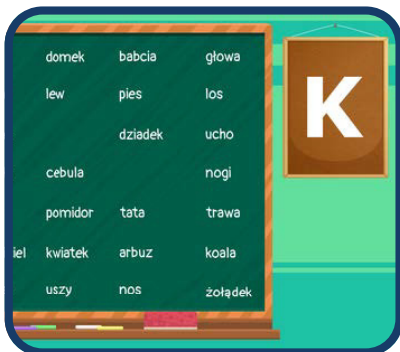 domek babcia głowa
lew pies los
dziadek ucho
cebula nogi
pomidor tata trawa
kwiatek arbuz koala
uszy nos żołądek
K